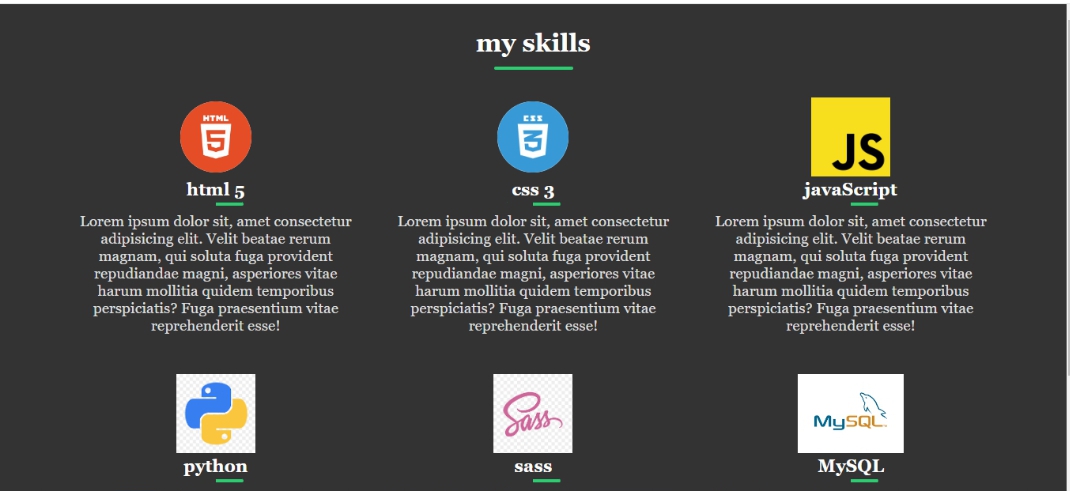 my skills
HTML
5
html 5
Lorem ipsum dolor sit, amet consectetur
adipisicing elit. Velit beatae rerum
magnam, qui soluta fuga provident
repudiandae magni, asperiores vitae
harum mollitia quidem temporibus
perspiciatis? Fuga praesentium vitae
reprehenderit esse!
CSS
3
css 3
Lorem ipsum dolor sit, amet consectetur
adipisicing elit. Velit beatae rerum
magnam, qui soluta fuga provident
repudiandae magni, asperiores vitae
harum mollitia quidem temporibus
perspiciatis? Fuga praesentium vitae
reprehenderit esse!
JS
javaScript
Lorem ipsum dolor sit, amet consectetur
adipisicing elit. Velit beatae rerum
magnam, qui soluta fuga provident
repudiandae magni, asperiores vitae
harum mollitia quidem temporibus
perspiciatis? Fuga praesentium vitae
reprehenderit esse!
python
Sass
sass
MySQL
MySQL